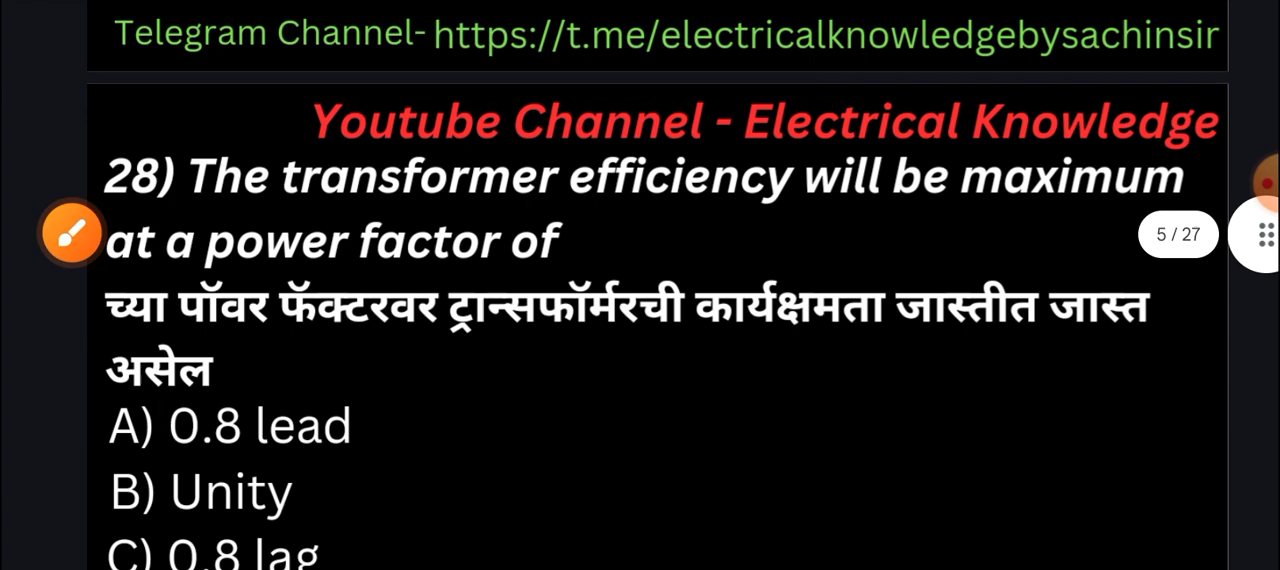 Telegram Channel- https://t.me/electricalknowledgebysachinsir
Youtube Channel - Electrical Knowledge
28) The transformer efficiency will be maximum
at a power factor of
5 / 27
च्या पॉवर फॅक्टरवर ट्रान्सफॉर्मरची कार्यक्षमता जास्तीत जास्त
असेल
A) 0.8 lead
B) Unity
C) 0.8 lag